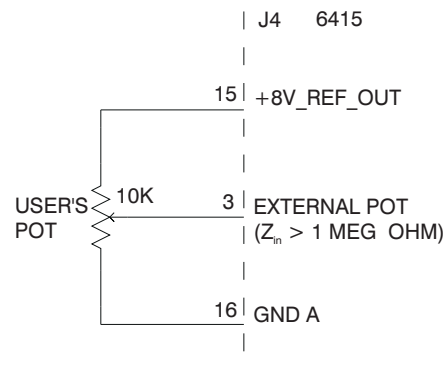 J4 6415
15 +8V_REF_OUT
10K
USER'S
POT
3 EXTERNAL POT
(Zin > 1 MEG OHM)
16 GND A